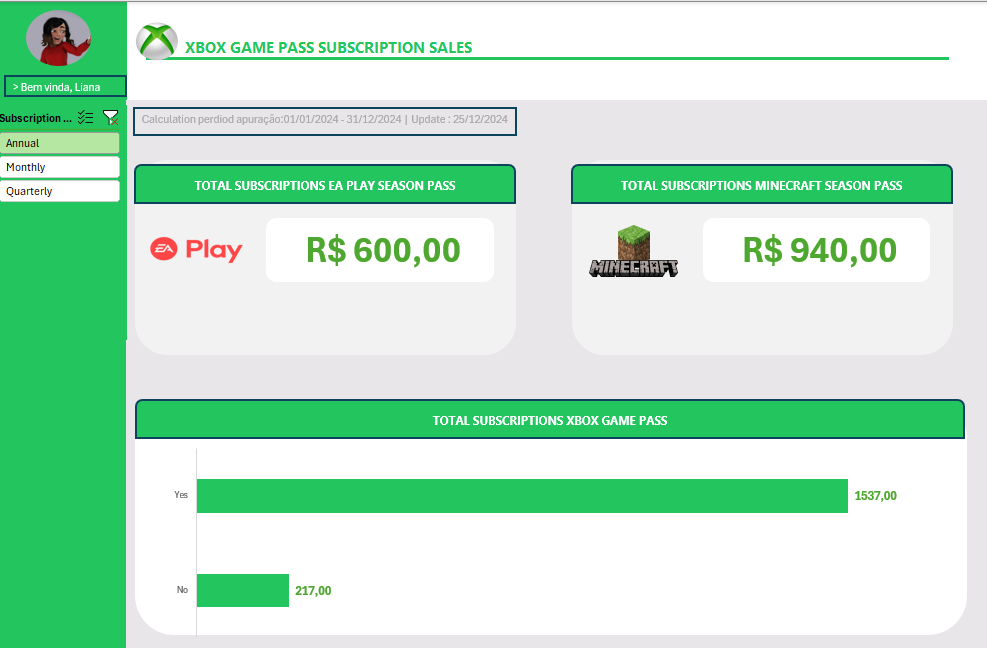 XBOX GAME PASS SUBSCRIPTION SALES
> Bem vinda, Liana
Subscription ...
Annual
Monthly
Quarterly
Calculation perdiod apuração:01/01/2024 - 31/12/2024 | Update : 25/12/2024
TOTAL SUBSCRIPTIONS EA PLAY SEASON PASS
EA Play
R$ 600,00
TOTAL SUBSCRIPTIONS MINECRAFT SEASON PASS
MINECRAFT
R$ 940,00
TOTAL SUBSCRIPTIONS XBOX GAME PASS
Yes
1537,00
No
217,00